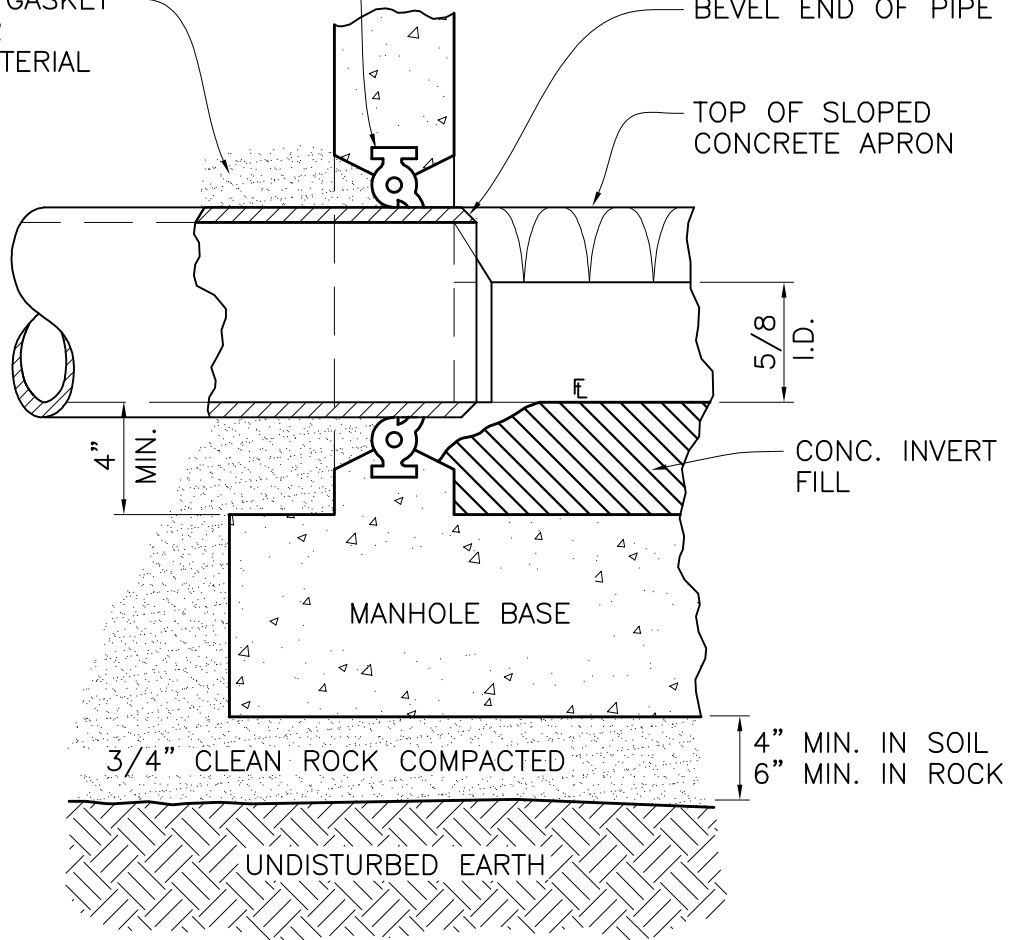 GASKET
TERIAL
BEVEL END OF PIPE
TOP OF SLOPED
CONCRETE APRON
5/8
I.D.
FL
4”
MIN.
CONC. INVERT
FILL
MANHOLE BASE
3/4” CLEAN ROCK COMPACTED
4” MIN. IN SOIL
6” MIN. IN ROCK
UNDISTURBED EARTH